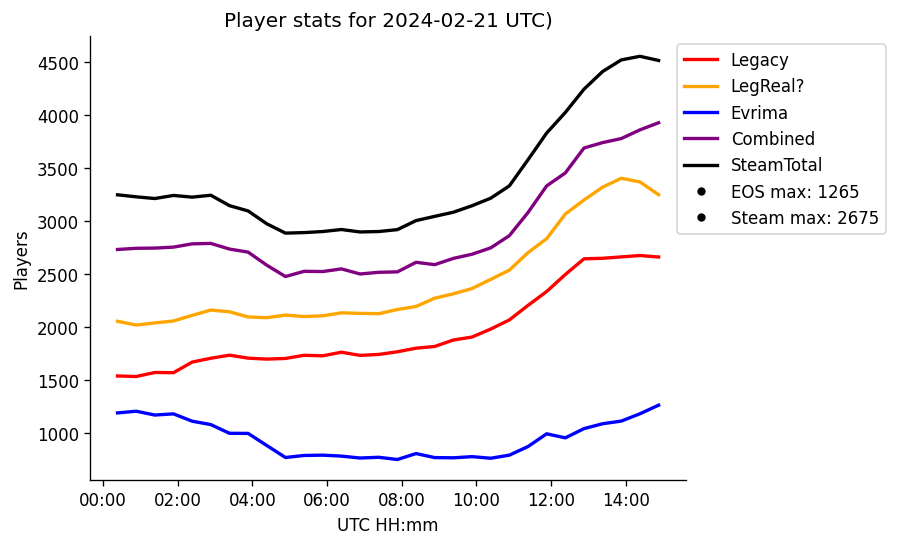 Player stats for 2024-02-21 UTC)
Players
4500
4000
3500
3000
2500
2000
1500
1000
00:00 02:00 04:00 06:00 08:00 10:00 12:00 14:00
UTC HH:mm
Legacy
LegReal?
Evrima
Combined
SteamTotal
EOS max: 1265
Steam max: 2675